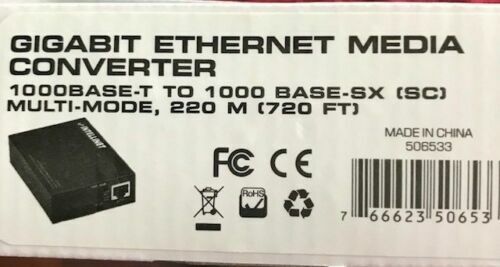 GIGABIT ETHERNET MEDIA
CONVERTER
1000BASE-T TO 1000 BASE-SX (SC)
MULTI-MODE, 220 M (720 FT)
MADE IN CHINA
506533
INTELLINET
FC CE
RoHS
7 66623 50653